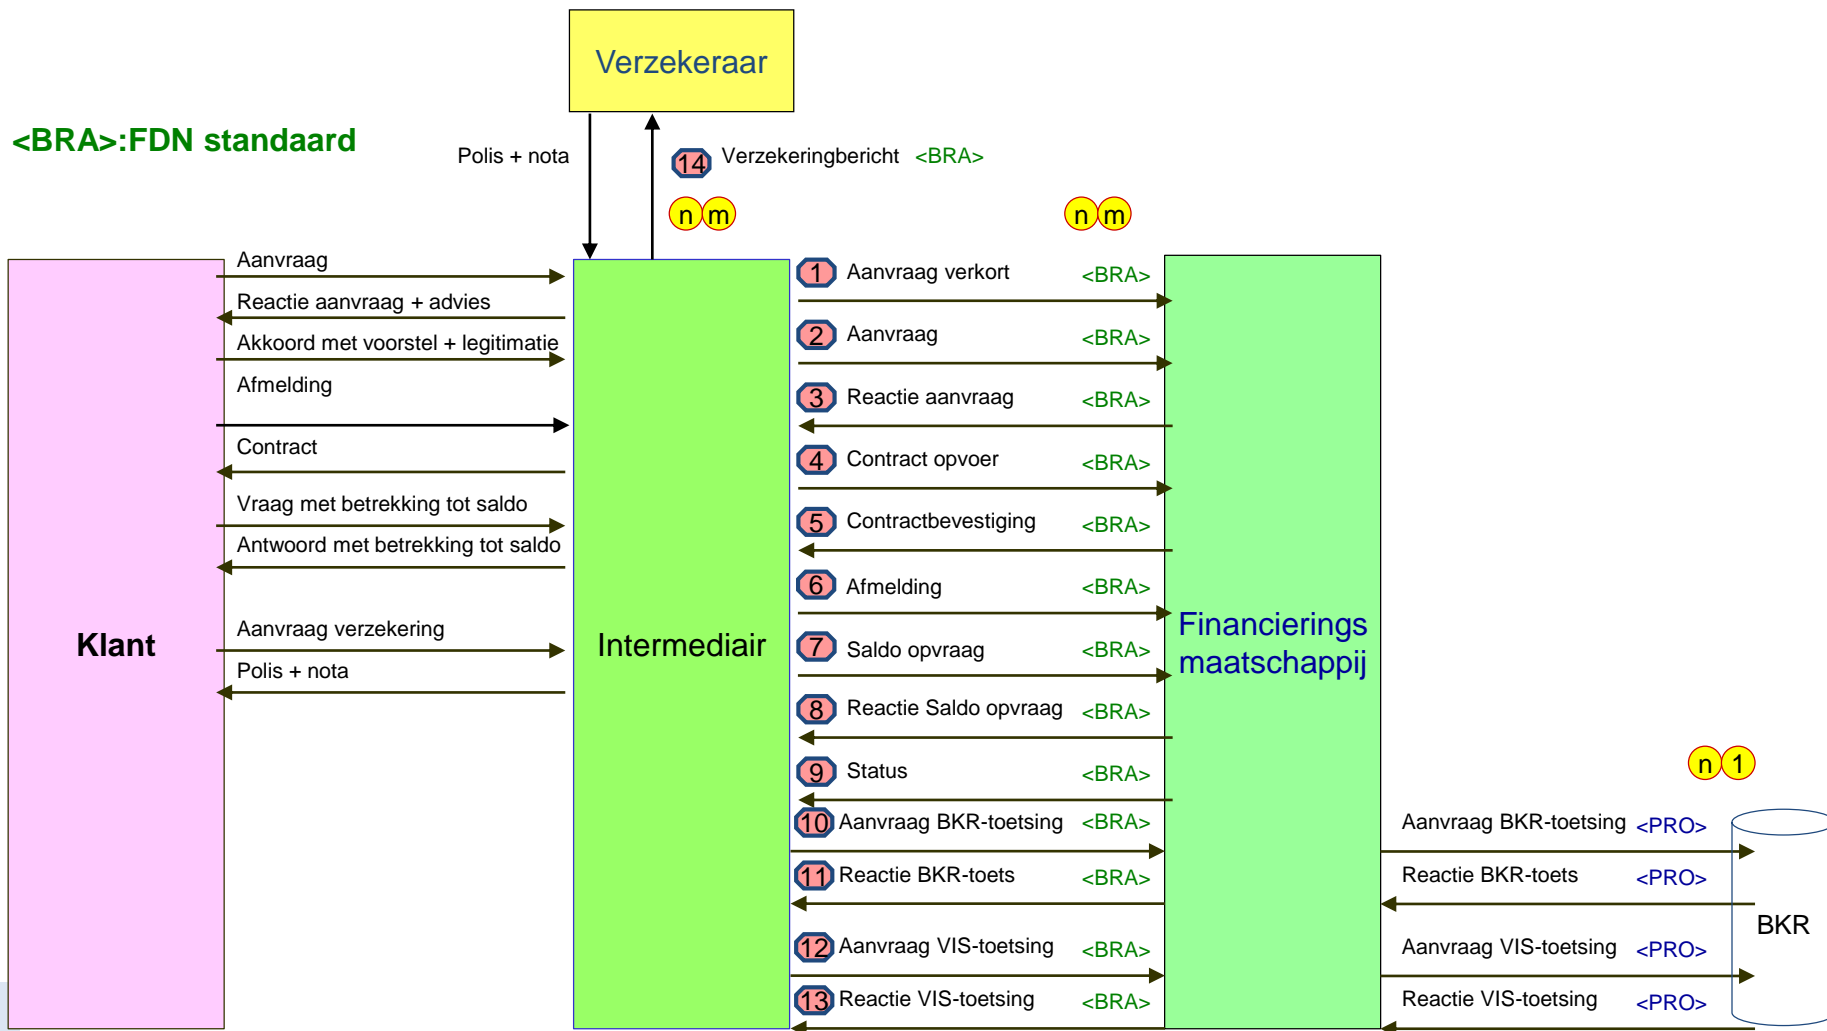 Verzekeraar
<BRA>:FDN standaard
Polis + nota
14 Verzekeringbericht <BRA>
n m
n m
Aanvraag
Reactie aanvraag + advies
Akkoord met voorstel + legitimatie
Afmelding
Contract
Vraag met betrekking tot saldo
Antwoord met betrekking tot saldo
Klant
Aanvraag verzekering
Polis + nota
Intermediair
1 Aanvraag verkort <BRA>
2 Aanvraag <BRA>
3 Reactie aanvraag <BRA>
4 Contract opvoer <BRA>
5 Contractbevestiging <BRA>
6 Afmelding <BRA>
7 Saldo opvraag <BRA>
8 Reactie Saldo opvraag <BRA>
9 Status <BRA>
10 Aanvraag BKR-toetsing <BRA>
11 Reactie BKR-toets <BRA>
12 Aanvraag VIS-toetsing <BRA>
13 Reactie VIS-toetsing <BRA>
Financierings
maatschappij
n 1
Aanvraag BKR-toetsing <PRO>
Reactie BKR-toets <PRO>
BKR
Aanvraag VIS-toetsing <PRO>
Reactie VIS-toetsing <PRO>